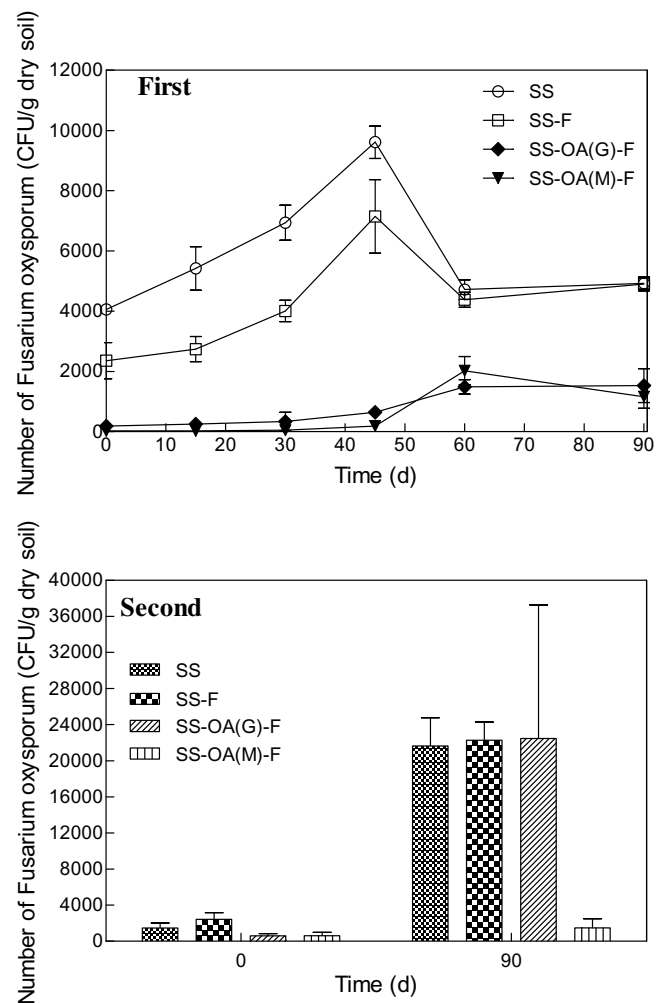 First
SS
SS-F
SS-OA(G)-F
SS-OA(M)-F
12000
10000
8000
6000
4000
2000
0
0 10 20 30 40 50 60 70 80 90
Time (d)
Number of Fusarium oxysporum (CFU/g dry soil)
Second
SS
SS-F
SS-OA(G)-F
SS-OA(M)-F
40000
36000
32000
28000
24000
20000
16000
12000
8000
4000
0
0 90
Time (d)
Number of Fusarium oxysporum (CFU/g dry soil)